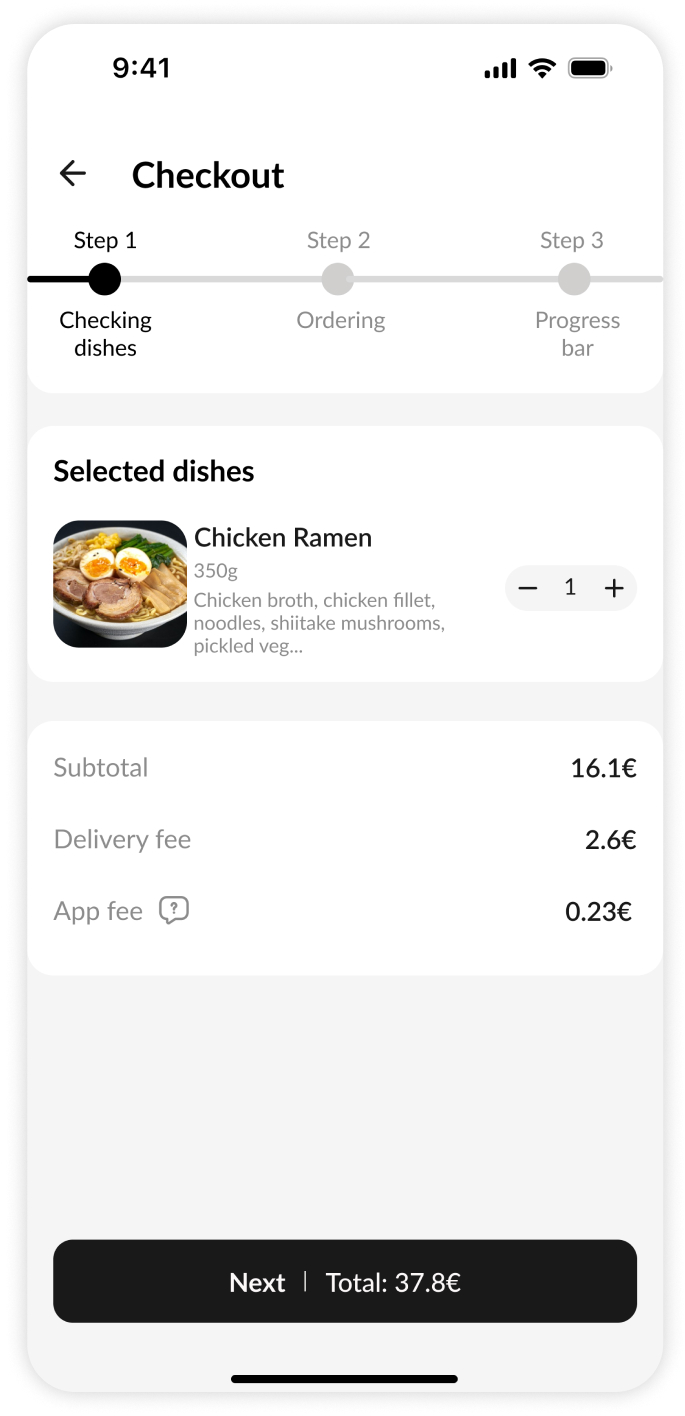 9:41
Checkout
Step 1
Step 2
Step 3
Checking
dishes
Ordering
Progress
bar
Selected dishes
Chicken Ramen
350g
Chicken broth, chicken fillet,
noodles, shiitake mushrooms,
pickled veg...
1
Subtotal 16.1€
Delivery fee 2.6€
App fee ? 0.23€
Next | Total: 37.8€